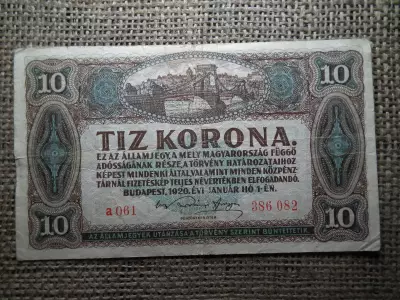 10 10
TIZ KORONA.
EZ AZ ÁLLAMJEGY, A MELY MAGYARORSZÁG FÜGGŐ
ADÓSSÁGÁNAK RÉSZE, A TÖRVÉNY HATÁROZATAIHOZ
KÉPEST MINDENKI ÁLTAL, VALAMINT MINDEN KÖZPÉNZ-
TÁRNÁL FIZETÉSKÉP TELJES NÉVÉRTÉKBEN ELFOGADANDÓ.
BUDAPEST, 1920. ÉVI JANUÁR HÓ 1-ÉN.
a 061 386,082
10 10
AZ ÁLLAMJEGYEK UTÁNZÁSA A TÖRVÉNY SZERINT BÜNTETTETIK.